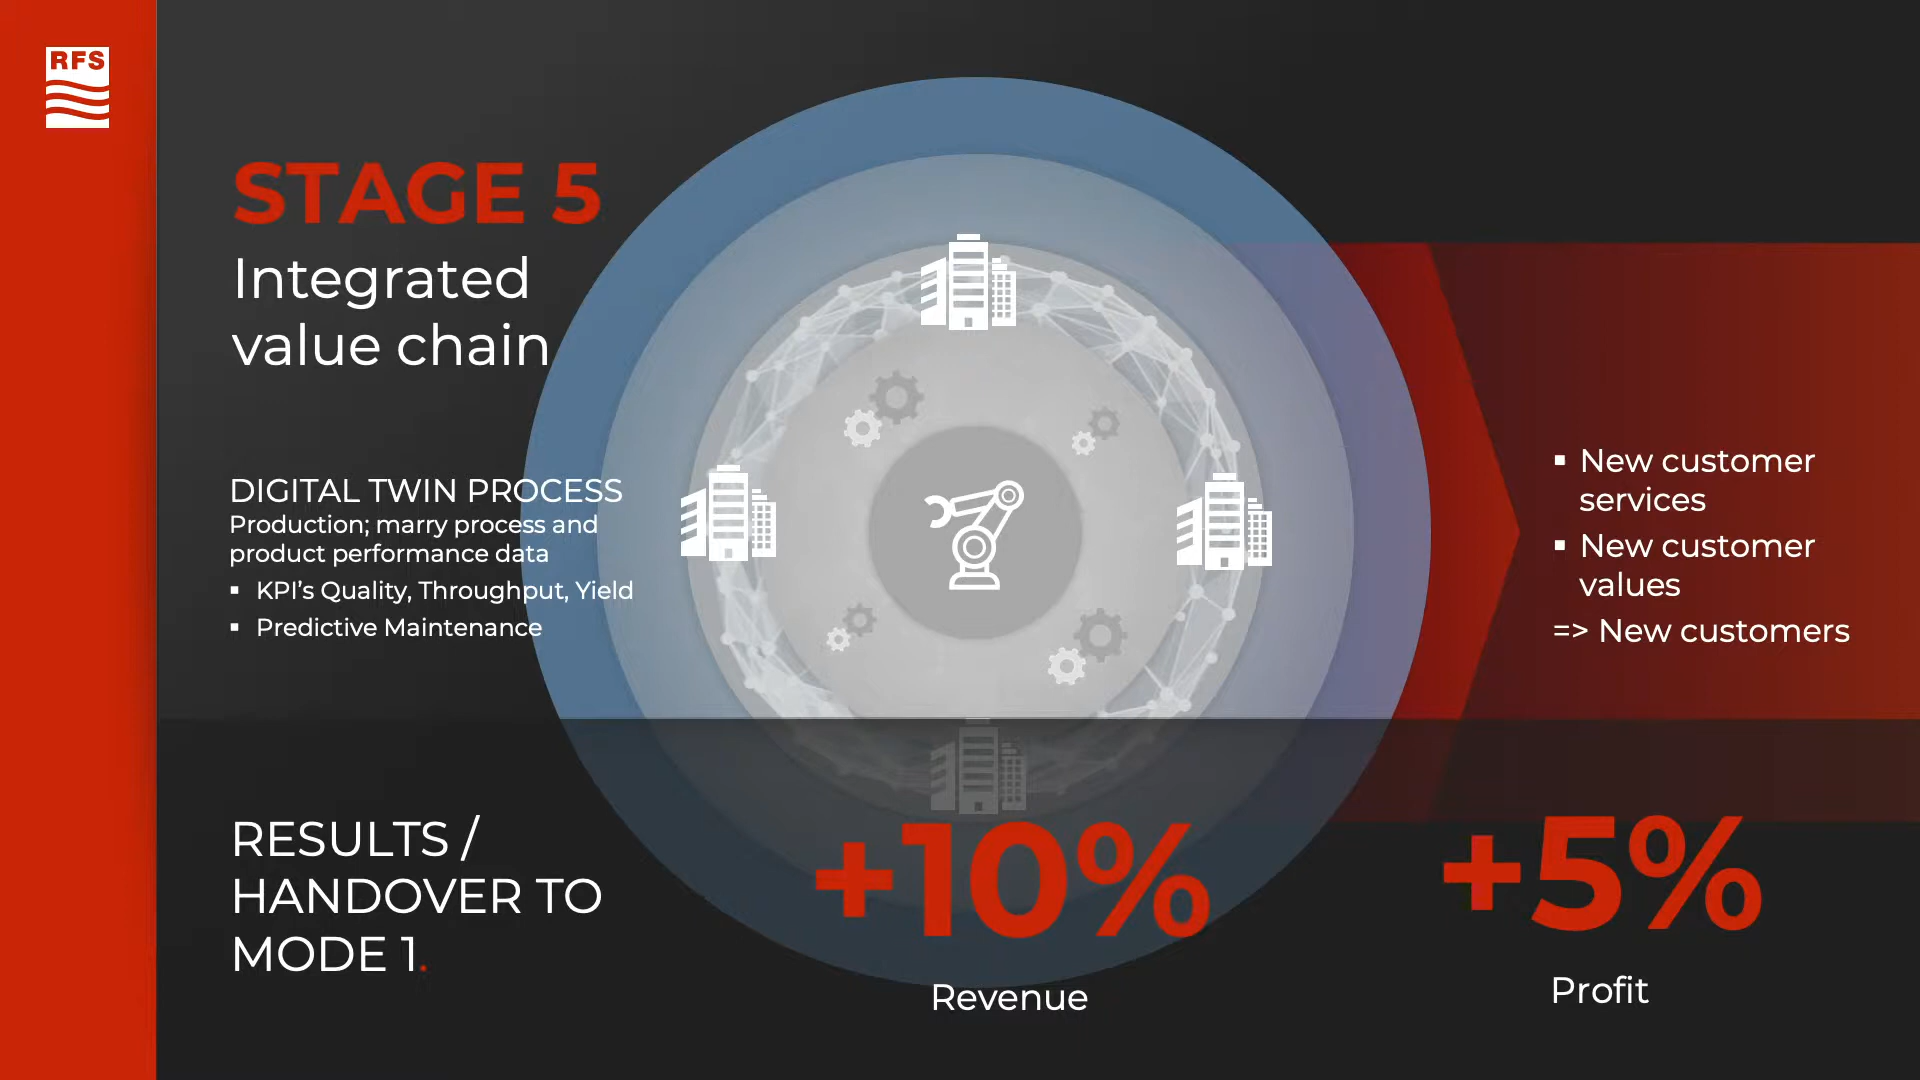 RFS
STAGE 5
Integrated
value chain
DIGITAL TWIN PROCESS
Production; marry process and
product performance data
▪ KPI's Quality, Throughput, Yield
▪ Predictive Maintenance
▪ New customer
services
▪ New customer
values
=> New customers
RESULTS /
HANDOVER TO
MODE 1.
+10%
Revenue
+5%
Profit